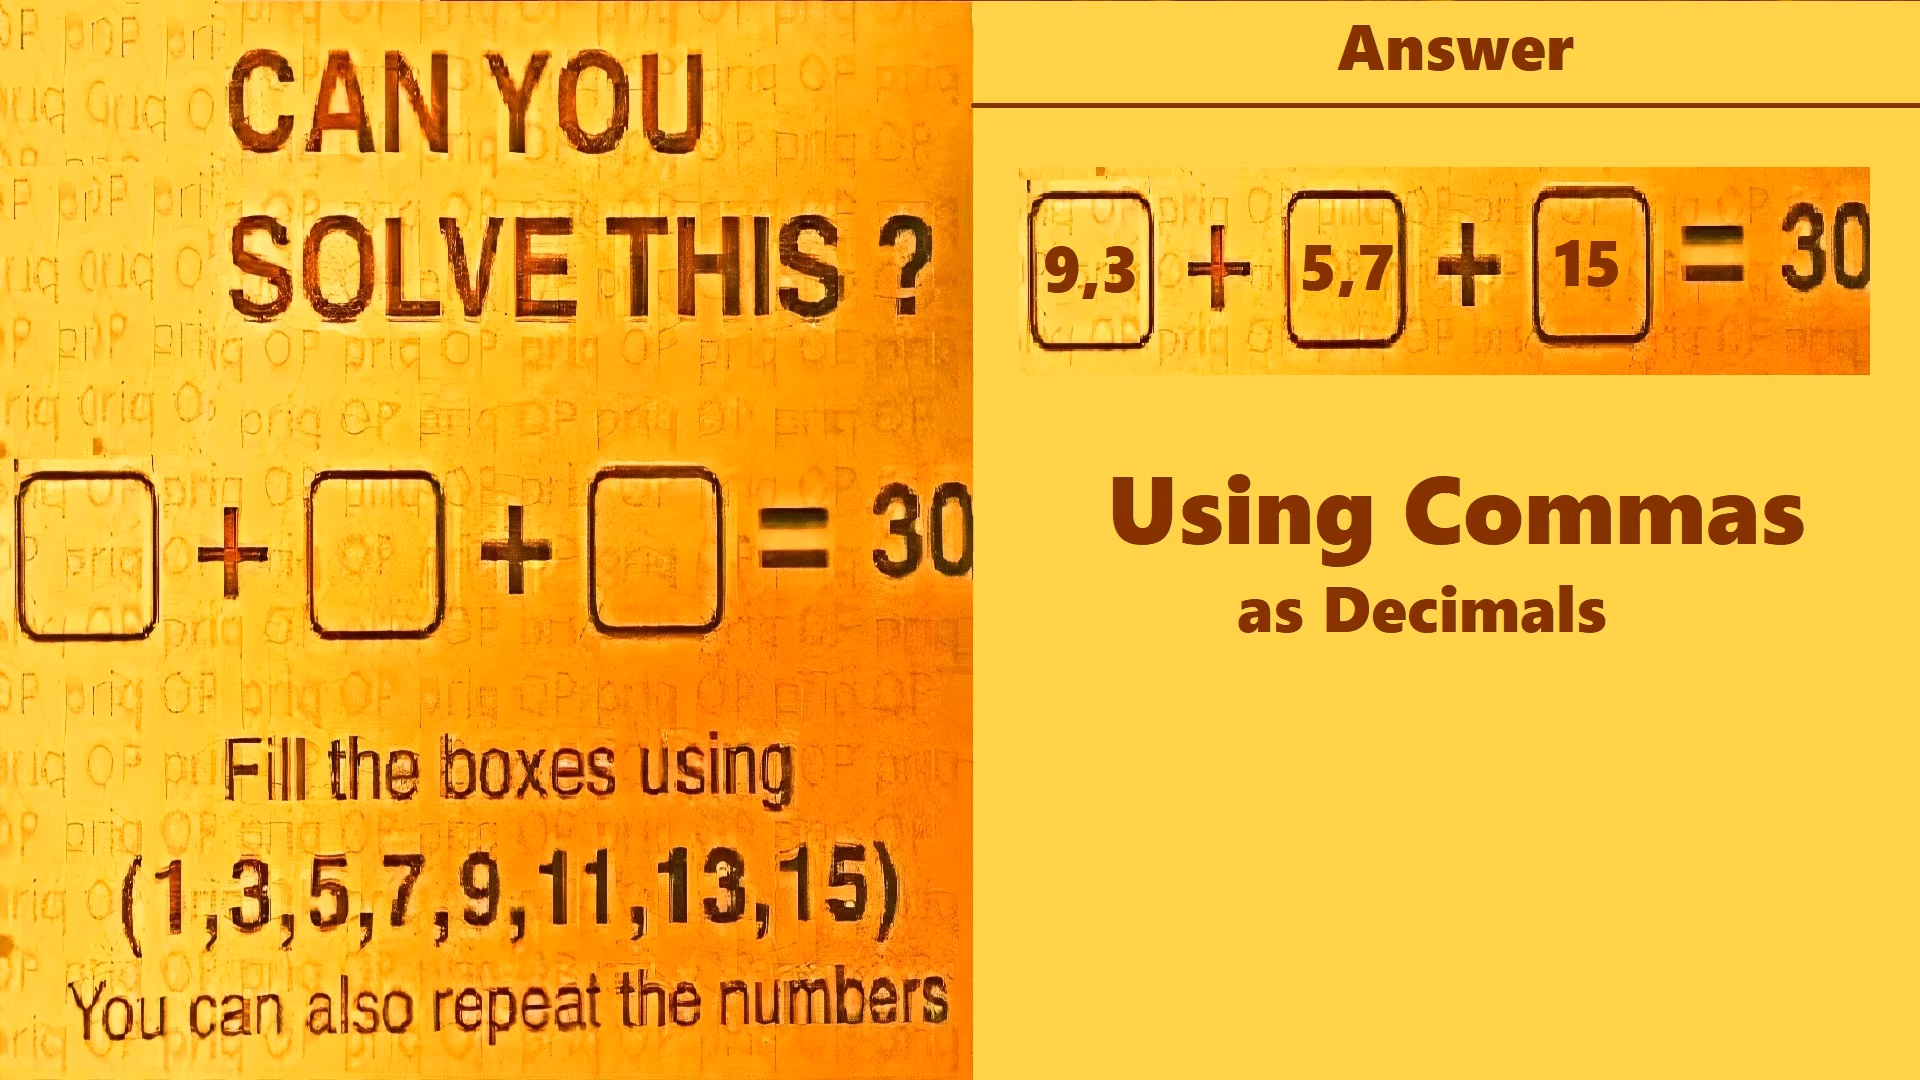 CAN YOU
SOLVE THIS ?
+ + = 30
Fill the boxes using
(1,3,5,7,9,11,13,15)
You can also repeat the numbers
Answer
9,3 + 5,7 + 15 = 30
Using Commas
as Decimals